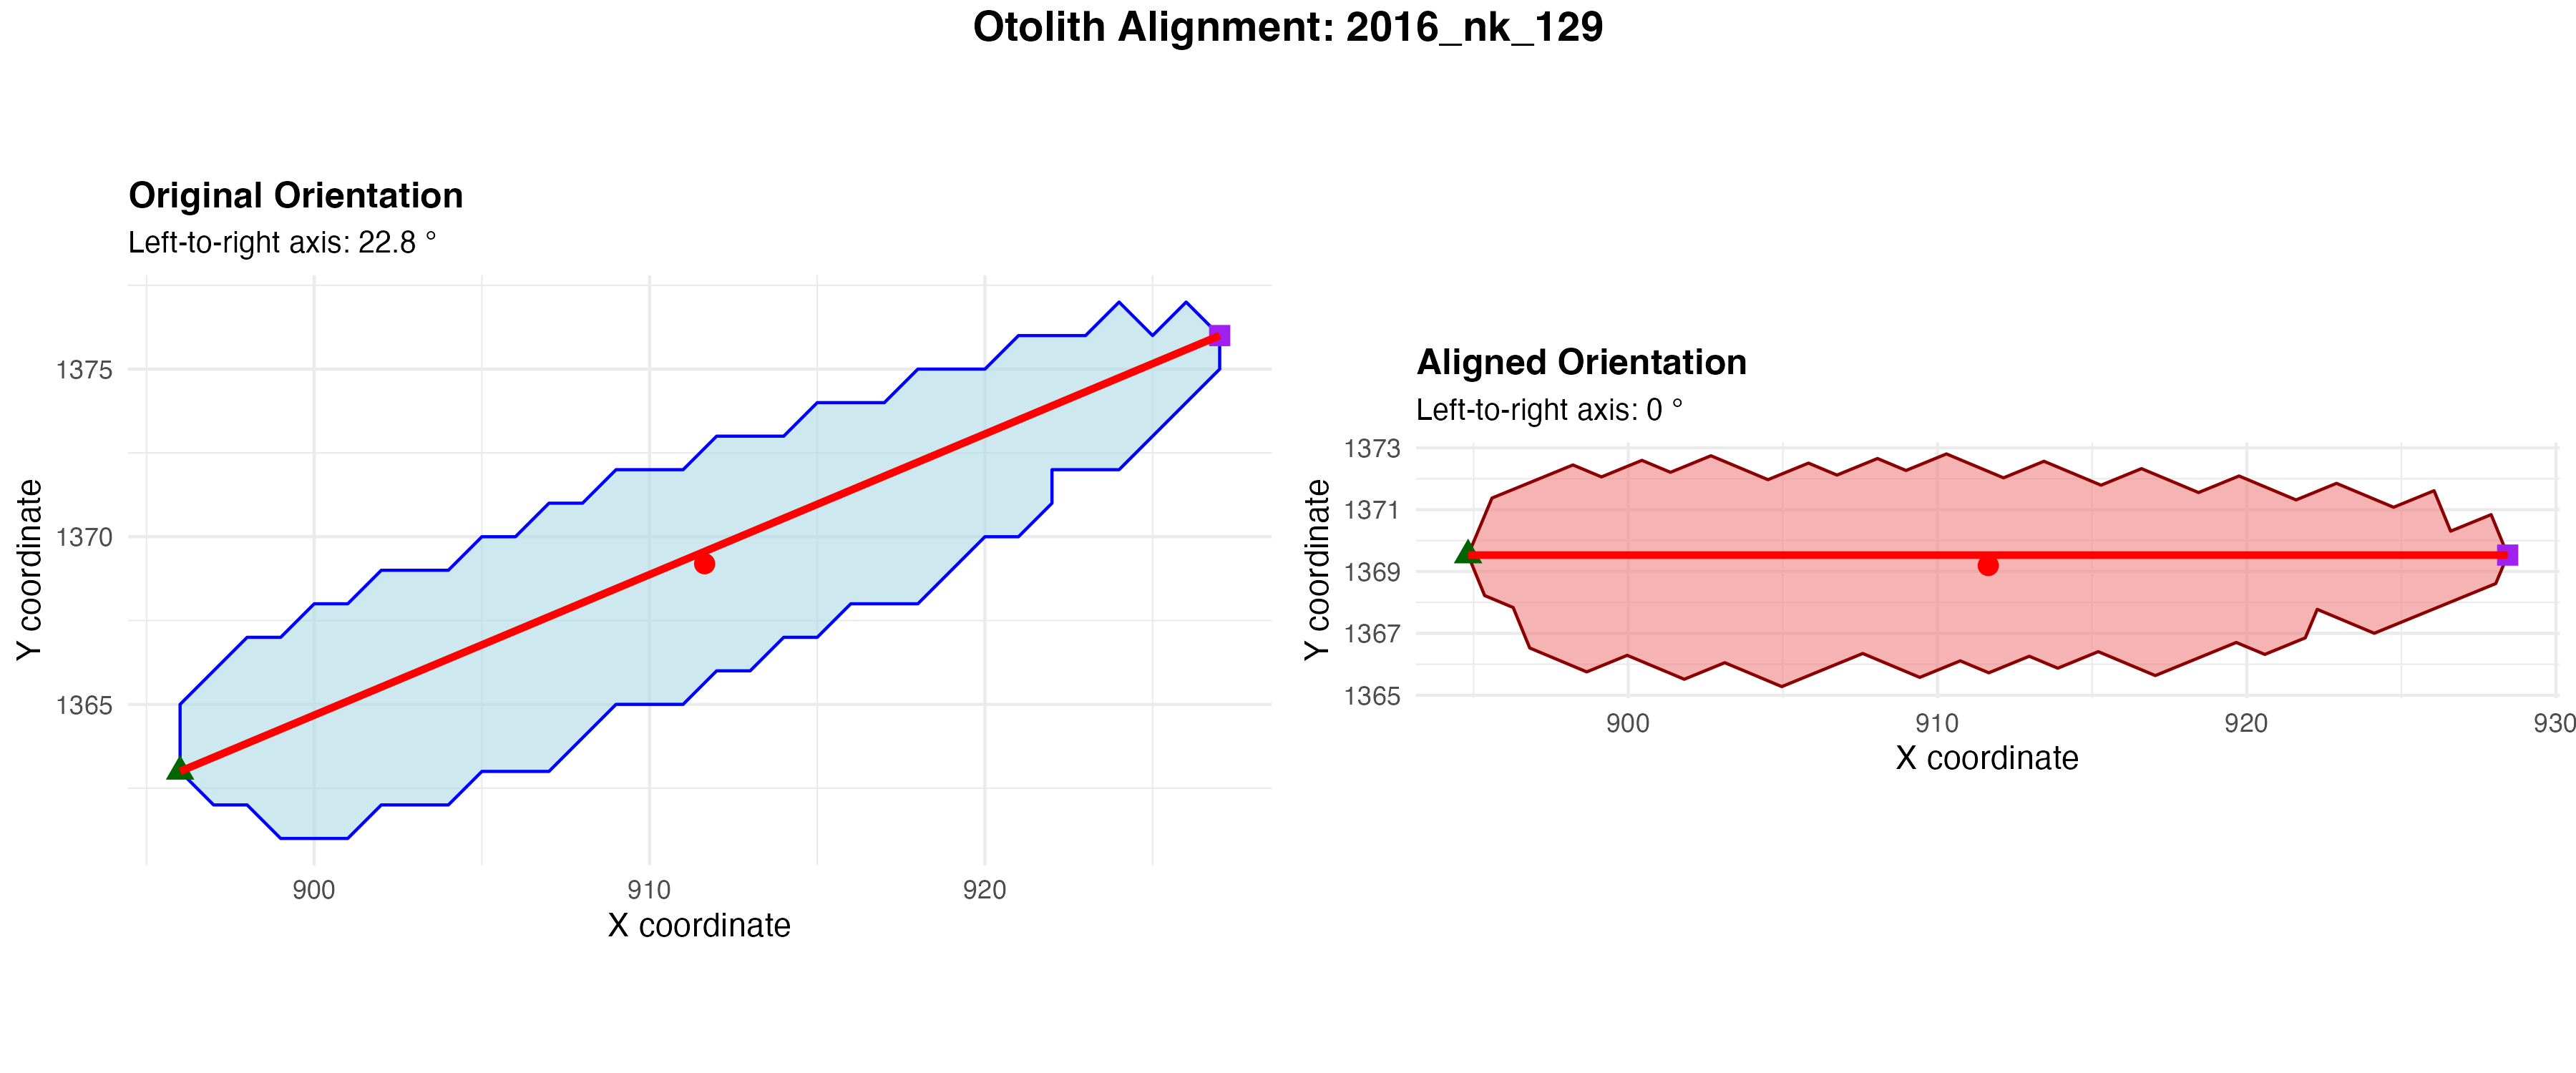 Otolith Alignment: 2016_nk_129
Original Orientation
Left-to-right axis: 22.8 °
Y coordinate
1375
1370
1365
900
910
920
X coordinate
Aligned Orientation
Left-to-right axis: 0 °
Y coordinate
1373
1371
1369
1367
1365
900
910
920
930
X coordinate